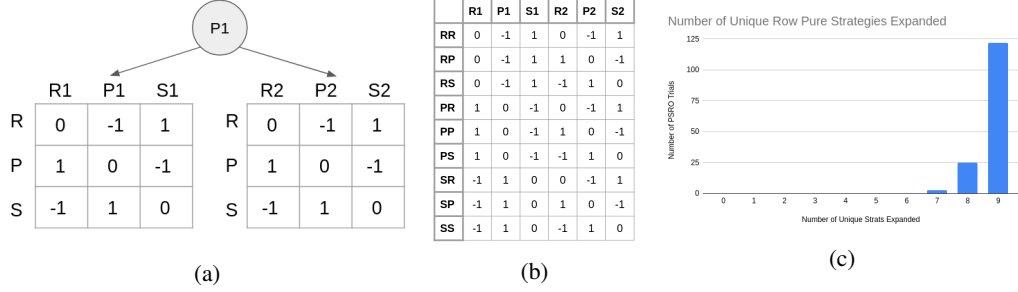 P1
R1 P1 S1
R 0 -1 1
P 1 0 -1
S -1 1 0
R2 P2 S2
R 0 -1 1
P 1 0 -1
S -1 1 0
(a)
R1 P1 S1 R2 P2 S2
RR 0 -1 1 0 -1 1
RP 0 -1 1 1 0 -1
RS 0 -1 1 -1 1 0
PR 1 0 -1 0 -1 1
PP 1 0 -1 1 0 -1
PS 1 0 -1 -1 1 0
SR -1 1 0 0 -1 1
SP -1 1 0 1 0 -1
SS -1 1 0 -1 1 0
(b)
Number of Unique Row Pure Strategies Expanded
Number of PSRO Trials
125
100
75
50
25
0
0 1 2 3 4 5 6 7 8 9
Number of Unique Strats Expanded
(c)